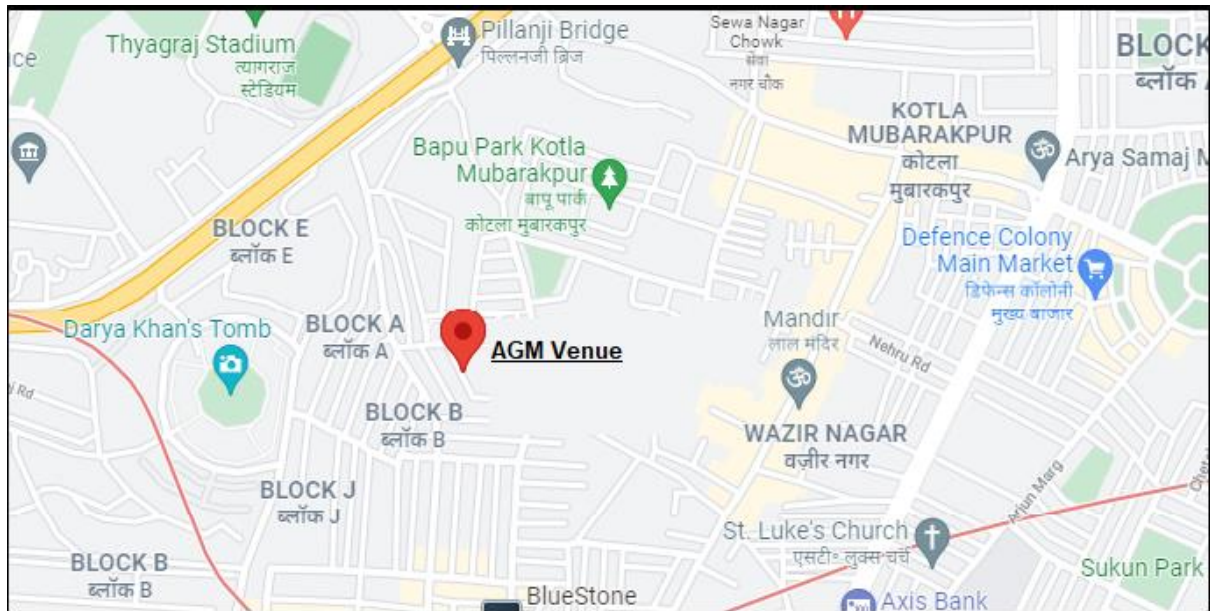 Thyagraj Stadium
त्यागराज
स्टेडियम
ice
Pillanji Bridge
पिल्लनजी ब्रिज
Sewa Nagar
Chowk
सेवा
नगर चौक
BLOCK
ब्लॉक
KOTLA
MUBARAKPUR
कोटला
मुबारकपुर
Arya Samaj M
Bapu Park Kotla
Mubarakpur
बापू पार्क
कोटला मुबारकपुर
BLOCK E
ब्लॉक E
Defence Colony
Main Market
डिफेन्स कॉलोनी
मुख्य बाजार
Darya Khan's Tomb
BLOCK A
ब्लॉक A
AGM Venue
Mandir
लाल मंदिर
Nehru Rd
j Rd
BLOCK B
ब्लॉक B
WAZIR NAGAR
वज़ीर नगर
BLOCK J
ब्लॉक J
Arjun Marg
St. Luke's Church
एसटी॰ लुक्स चर्च
BLOCK B
ब्लॉक B
Sukun Park
BlueStone
Axis Bank